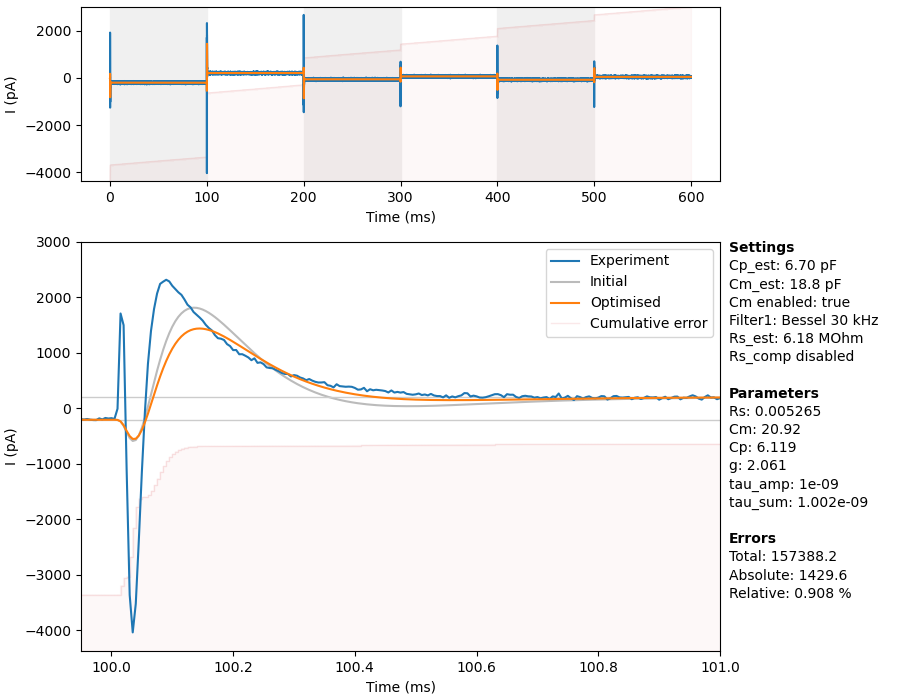 2000
0
−2000
−4000
I (pA)
0 100 200 300 400 500 600
Time (ms)
3000
2000
1000
0
−1000
−2000
−3000
−4000
I (pA)
100.0 100.2 100.4 100.6 100.8 101.0
Time (ms)
Experiment
Initial
Optimised
Cumulative error
Settings
Cp_est: 6.70 pF
Cm_est: 18.8 pF
Cm enabled: true
Filter1: Bessel 30 kHz
Rs_est: 6.18 MOhm
Rs_comp disabled
Parameters
Rs: 0.005265
Cm: 20.92
Cp: 6.119
g: 2.061
tau_amp: 1e-09
tau_sum: 1.002e-09
Errors
Total: 157388.2
Absolute: 1429.6
Relative: 0.908 %